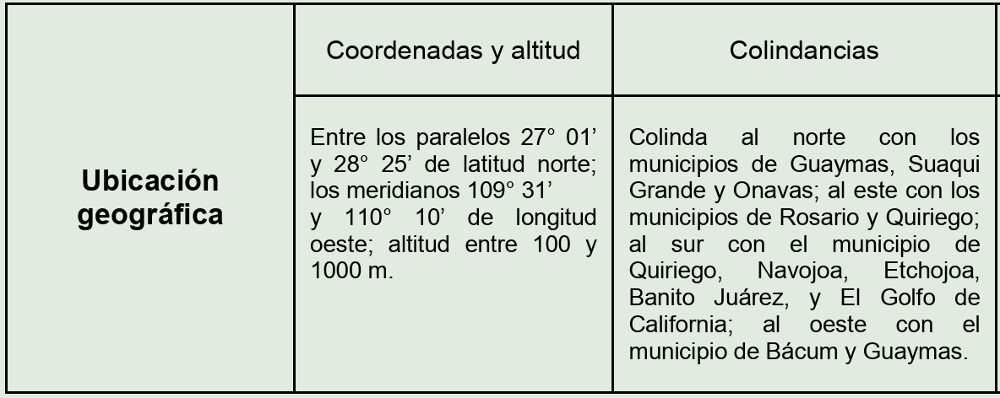 Ubicación
geográfica
Coordenadas y altitud
Colindancias
Entre los paralelos 27° 01’
y 28° 25’ de latitud norte;
los meridianos 109° 31’
y 110° 10’ de longitud
oeste; altitud entre 100 y
1000 m.
Colinda al norte con los
municipios de Guaymas, Suaqui
Grande y Onavas; al este con los
municipios de Rosario y Quiriego;
al sur con el municipio de
Quiriego, Navojoa, Etchojoa,
Banito Juárez, y El Golfo de
California; al oeste con el
municipio de Bácum y Guaymas.